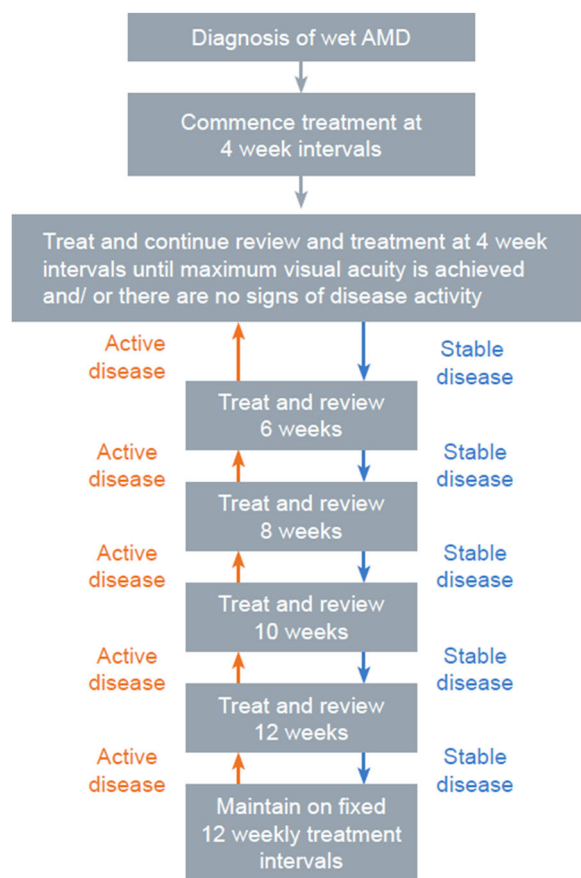 Diagnosis of wet AMD
Commence treatment at
4 week intervals
Treat and continue review and treatment at 4 week
intervals until maximum visual acuity is achieved
and/ or there are no signs of disease activity
Active
disease
Stable
disease
Treat and review
6 weeks
Active
disease
Stable
disease
Treat and review
8 weeks
Active
disease
Stable
disease
Treat and review
10 weeks
Active
disease
Stable
disease
Treat and review
12 weeks
Active
disease
Stable
disease
Maintain on fixed
12 weekly treatment
intervals